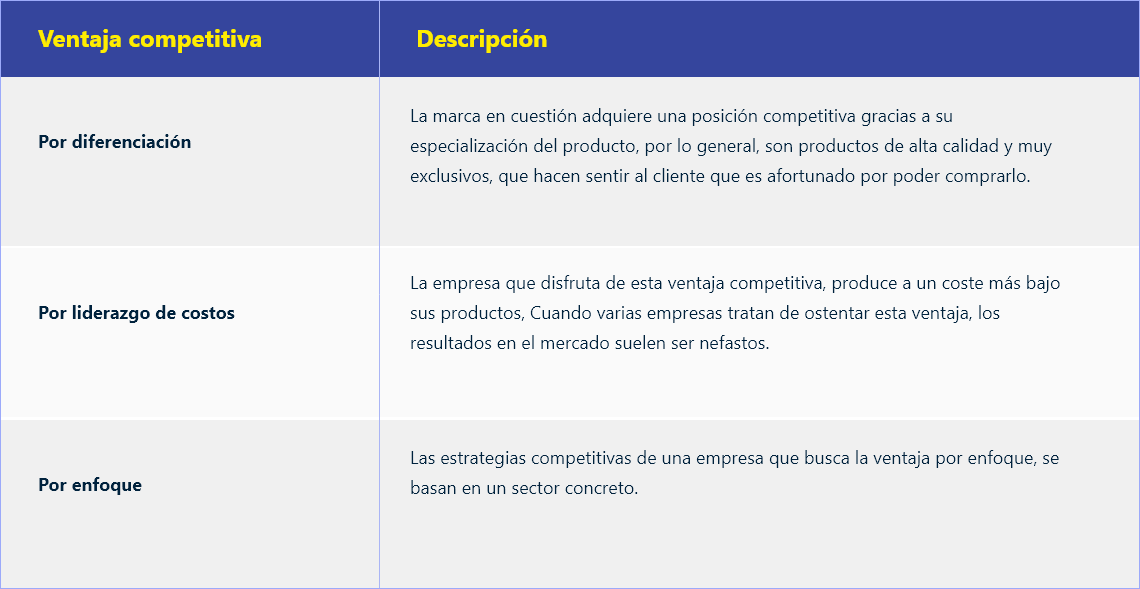 Ventaja competitiva
Descripción
Por diferenciación
La marca en cuestión adquiere una posición competitiva gracias a su
especialización del producto, por lo general, son productos de alta calidad y muy
exclusivos, que hacen sentir al cliente que es afortunado por poder comprarlo.
Por liderazgo de costos
La empresa que disfruta de esta ventaja competitiva, produce a un coste más bajo
sus productos, Cuando varias empresas tratan de ostentar esta ventaja, los
resultados en el mercado suelen ser nefastos.
Por enfoque
Las estrategias competitivas de una empresa que busca la ventaja por enfoque, se
basan en un sector concreto.